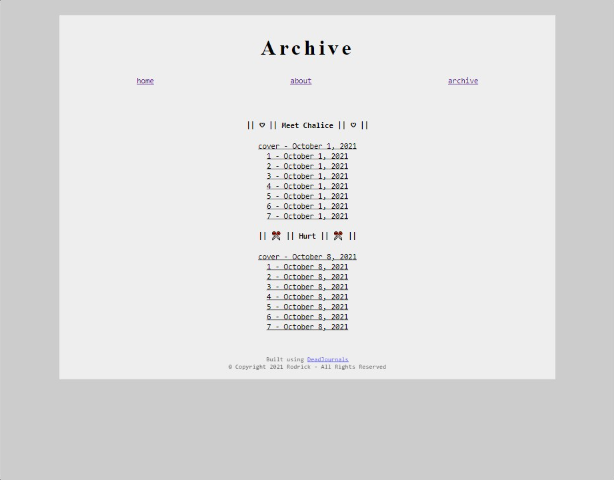 Archive
home about archive
|| ♡ || Meet Chalice || ♡ ||
cover - October 1, 2021
1 - October 1, 2021
2 - October 1, 2021
3 - October 1, 2021
4 - October 1, 2021
5 - October 1, 2021
6 - October 1, 2021
7 - October 1, 2021
|| ⚔ || Hurt || ⚔ ||
cover - October 8, 2021
1 - October 8, 2021
2 - October 8, 2021
3 - October 8, 2021
4 - October 8, 2021
5 - October 8, 2021
6 - October 8, 2021
7 - October 8, 2021
Built using DeadJournals
© Copyright 2021 Rodrick - All Rights Reserved